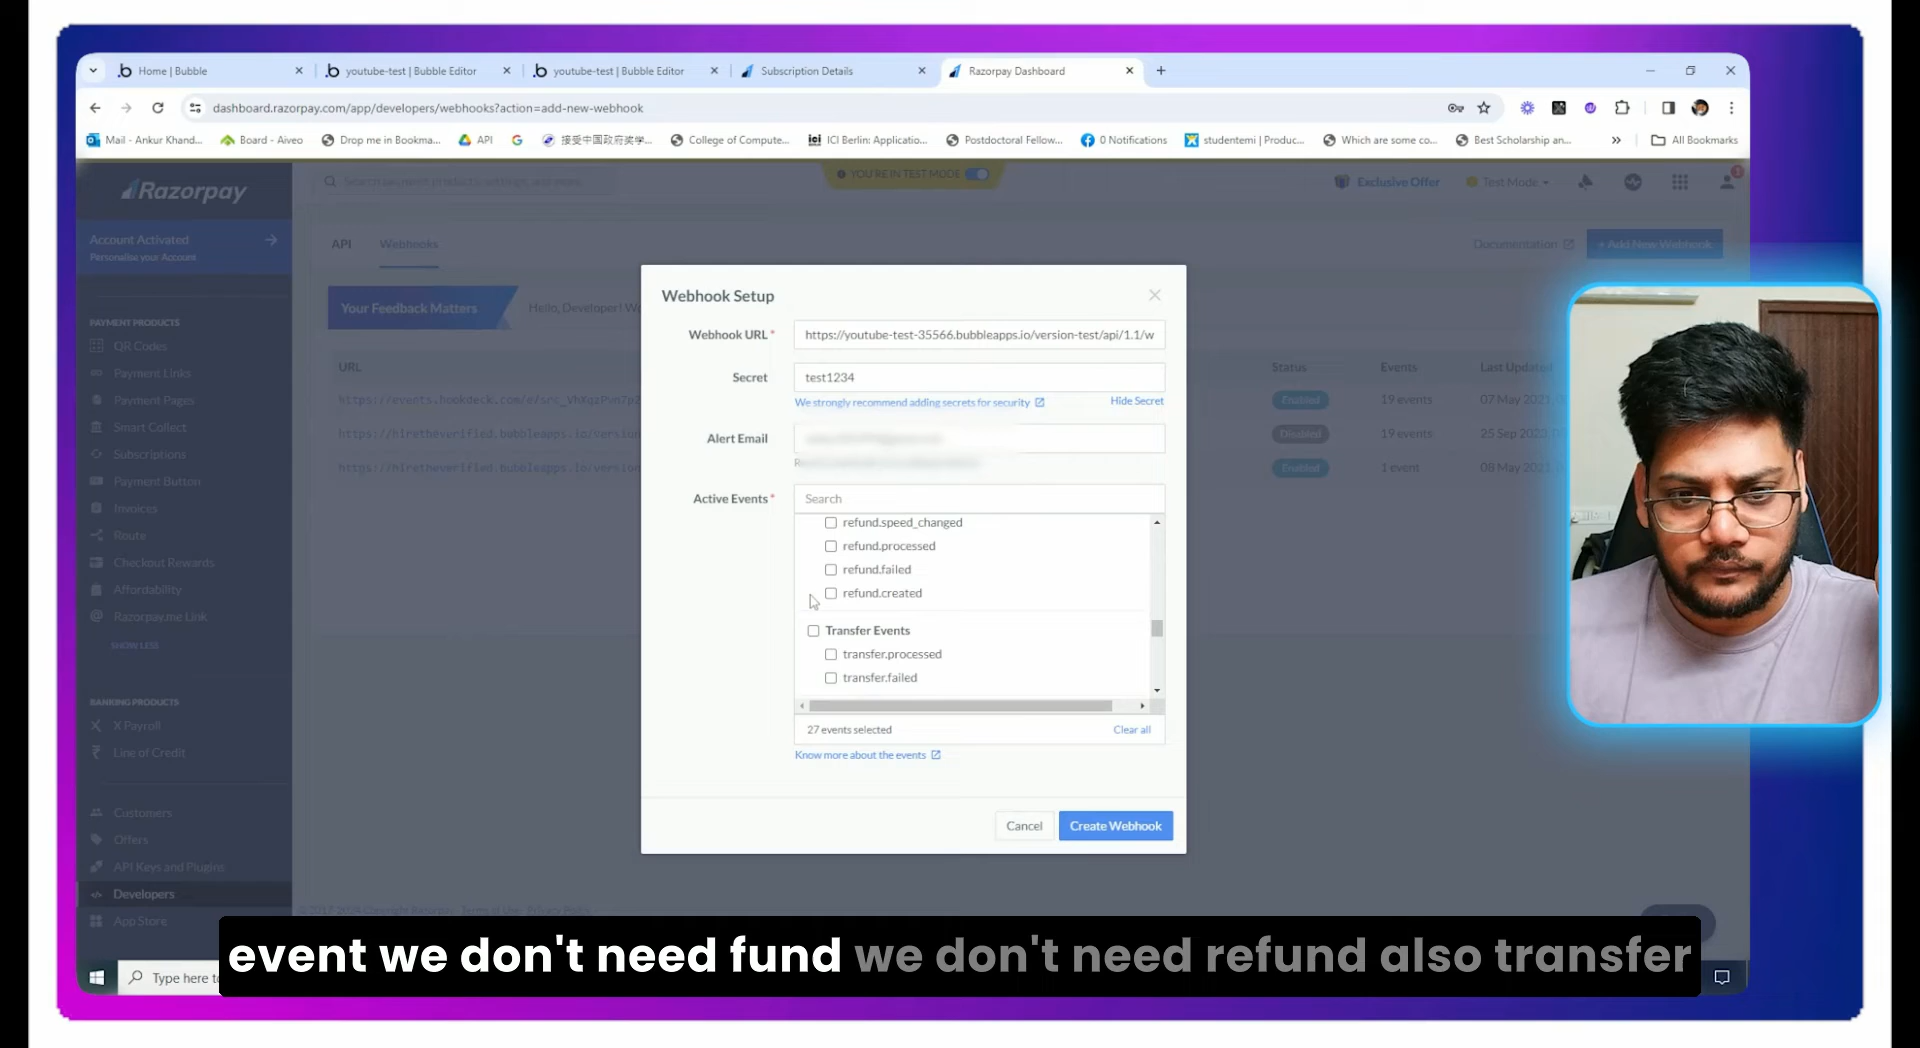 Home | Bubble
youtube-test | Bubble Editor
youtube-test | Bubble Editor
Subscription Details
Razorpay Dashboard
dashboard.razorpay.com/app/developers/webhooks?action=add-new-webhook
Mail - Ankur Khand...
Board - Aiveo
Drop me in Bookma...
API
接受中国政府奖学...
College of Compute...
ICI Berlin: Applicatio...
Postdoctoral Fellow...
0 Notifications
studentemi | Produc...
Which are some co...
Best Scholarship an...
All Bookmarks
Razorpay
Search payment products, settings, and more
YOU'RE IN TEST MODE
Exclusive Offer
Test Mode
Account Activated
Personalise your Account
API
Webhooks
Documentation
+ Add New Webhook
Your Feedback Matters
Hello, Developer!
PAYMENT PRODUCTS
QR Codes
Payment Links
Payment Pages
Smart Collect
Subscriptions
Payment Button
Invoices
Route
Checkout Rewards
Affordability
Razorpay.me Link
SHOW LESS
BANKING PRODUCTS
X Payroll
Line of Credit
Customers
Offers
API Keys and Plugins
Developers
App Store
URL
Status
Events
Last Updated
Enabled
19 events
07 May 2021,
https://hiretheverified.bubbleapps.io/version
Disabled
19 events
25 Sep 2023,
https://hiretheverified.bubbleapps.io/version
Enabled
1 event
08 May 2021,
Webhook Setup
Webhook URL*
https://youtube-test-35566.bubbleapps.io/version-test/api/1.1/w
Secret
test1234
We strongly recommend adding secrets for security
Hide Secret
Alert Email
Active Events*
Search
refund.speed_changed
refund.processed
refund.failed
refund.created
Transfer Events
transfer.processed
transfer.failed
27 events selected
Clear all
Know more about the events
Cancel
Create Webhook
event we don't need fund we don't need refund also transfer
Type here to